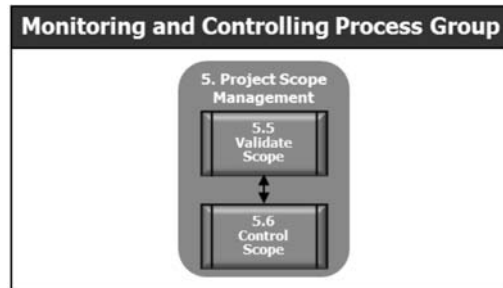 Monitoring and Controlling Process Group
5. Project Scope
Management
5.5
Validate
Scope
5.6
Control
Scope